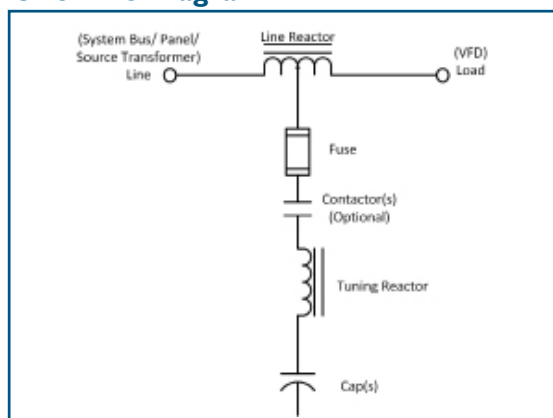 (System Bus/ Panel/
Source Transformer)
Line
Line Reactor
(VFD)
Load
Fuse
Contactor(s)
(Optional)
Tuning Reactor
Cap(s)